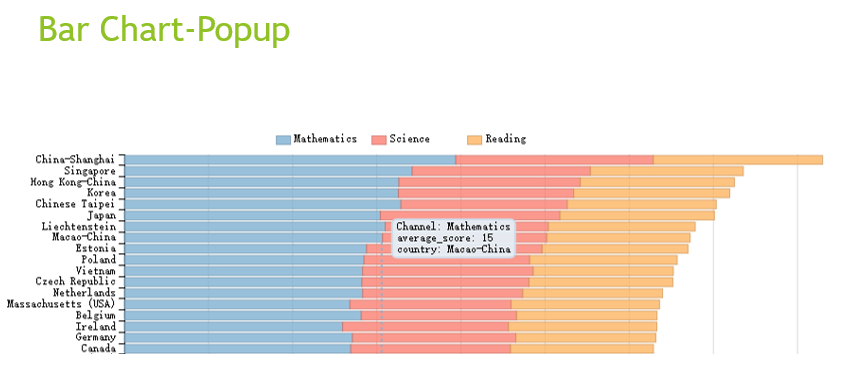 Bar Chart-Popup
Mathematics Science Reading
China-Shanghai
Singapore
Hong Kong-China
Korea
Chinese Taipei
Japan
Liechtenstein
Channel: Mathematics
Macao-China
average_score: 15
Estonia
country: Macao-China
Poland
Vietnam
Czech Republic
Netherlands
Massachusetts (USA)
Belgium
Ireland
Germany
Canada